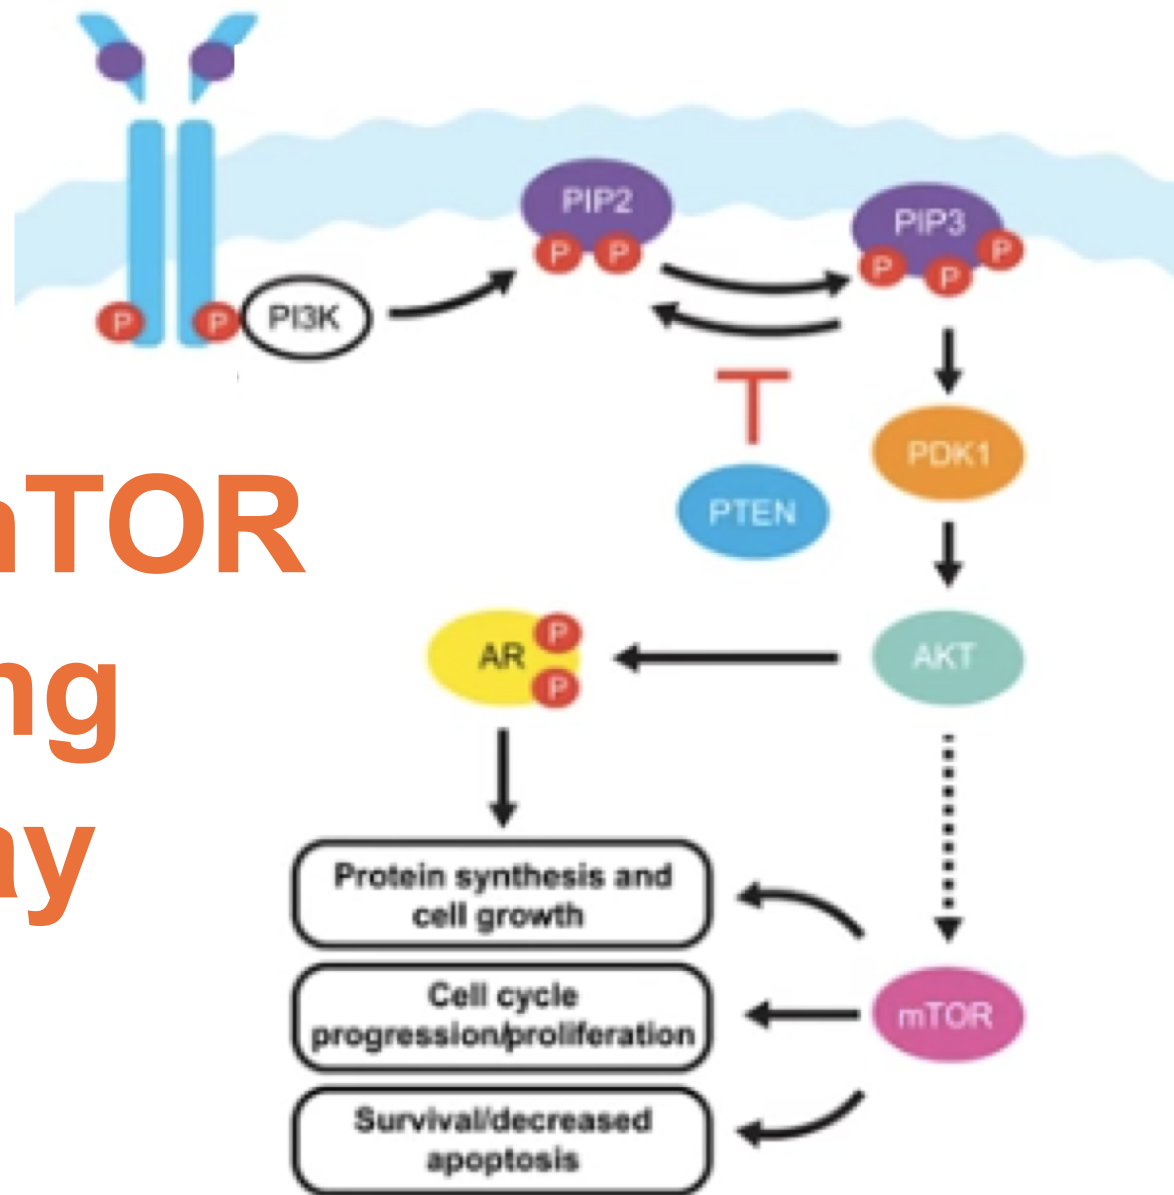 PIP2
P P
PIP3
P P P
P P PI3K
PDK1
PTEN
nTOR
AR P
P
AKT
ng
ay
Protein synthesis and
cell growth
Cell cycle
progression/proliferation
mTOR
Survival/decreased
apoptosis